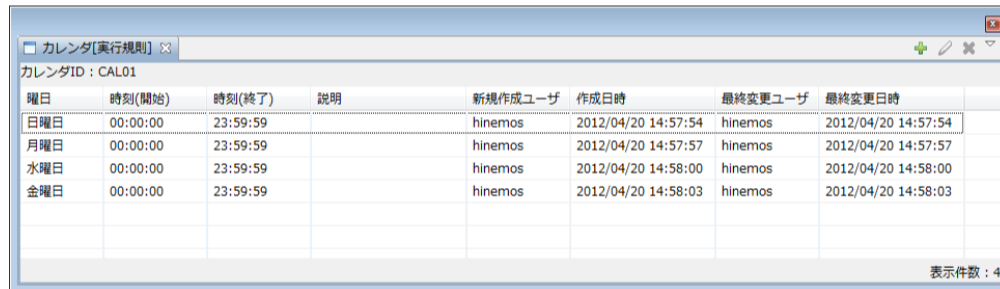 カレンダ[実行規則]
カレンダID：CAL01
曜日 時刻(開始) 時刻(終了) 説明 新規作成ユーザ 作成日時 最終変更ユーザ 最終変更日時
日曜日 00:00:00 23:59:59 hinemos 2012/04/20 14:57:54 hinemos 2012/04/20 14:57:54
月曜日 00:00:00 23:59:59 hinemos 2012/04/20 14:57:57 hinemos 2012/04/20 14:57:57
水曜日 00:00:00 23:59:59 hinemos 2012/04/20 14:58:00 hinemos 2012/04/20 14:58:00
金曜日 00:00:00 23:59:59 hinemos 2012/04/20 14:58:03 hinemos 2012/04/20 14:58:03
表示件数：4